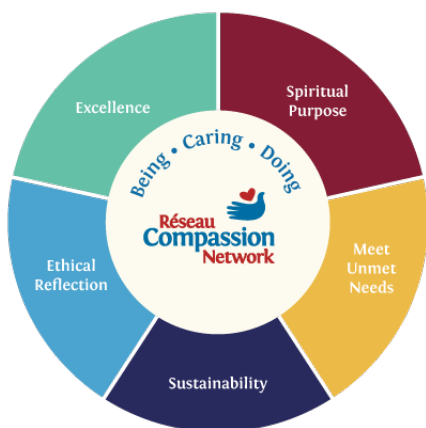 Excellence
Spiritual
Purpose
Being • Caring • Doing
Réseau
Compassion
Network
Ethical
Reflection
Meet
Unmet
Needs
Sustainability